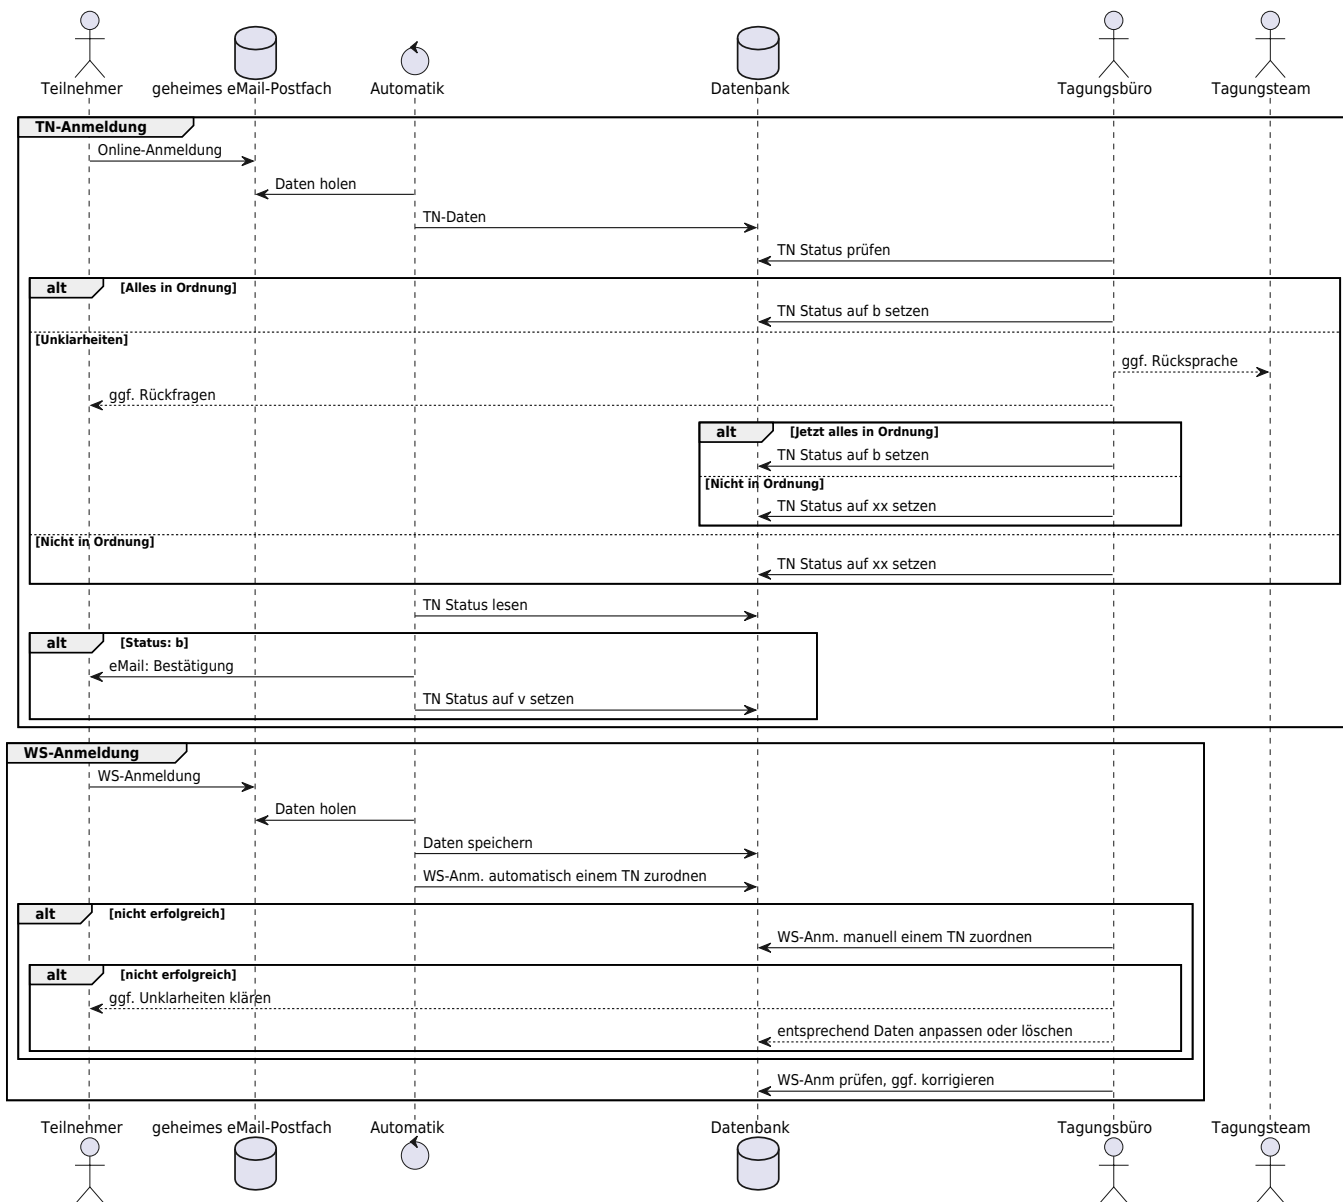 Teilnehmer
geheimes eMail-Postfach
Automatik
Datenbank
Tagungsbüro
Tagungsteam
TN-Anmeldung
Online-Anmeldung
Daten holen
TN-Daten
TN Status prüfen
alt
[Alles in Ordnung]
TN Status auf b setzen
[Unklarheiten]
ggf. Rücksprache
ggf. Rückfragen
alt
[Jetzt alles in Ordnung]
TN Status auf b setzen
[Nicht in Ordnung]
TN Status auf xx setzen
[Nicht in Ordnung]
TN Status auf xx setzen
TN Status lesen
alt
[Status: b]
eMail: Bestätigung
TN Status auf v setzen
WS-Anmeldung
WS-Anmeldung
Daten holen
Daten speichern
WS-Anm. automatisch einem TN zurodnen
alt
[nicht erfolgreich]
WS-Anm. manuell einem TN zuordnen
alt
[nicht erfolgreich]
ggf. Unklarheiten klären
entsprechend Daten anpassen oder löschen
WS-Anm prüfen, ggf. korrigieren
Teilnehmer
geheimes eMail-Postfach
Automatik
Datenbank
Tagungsbüro
Tagungsteam